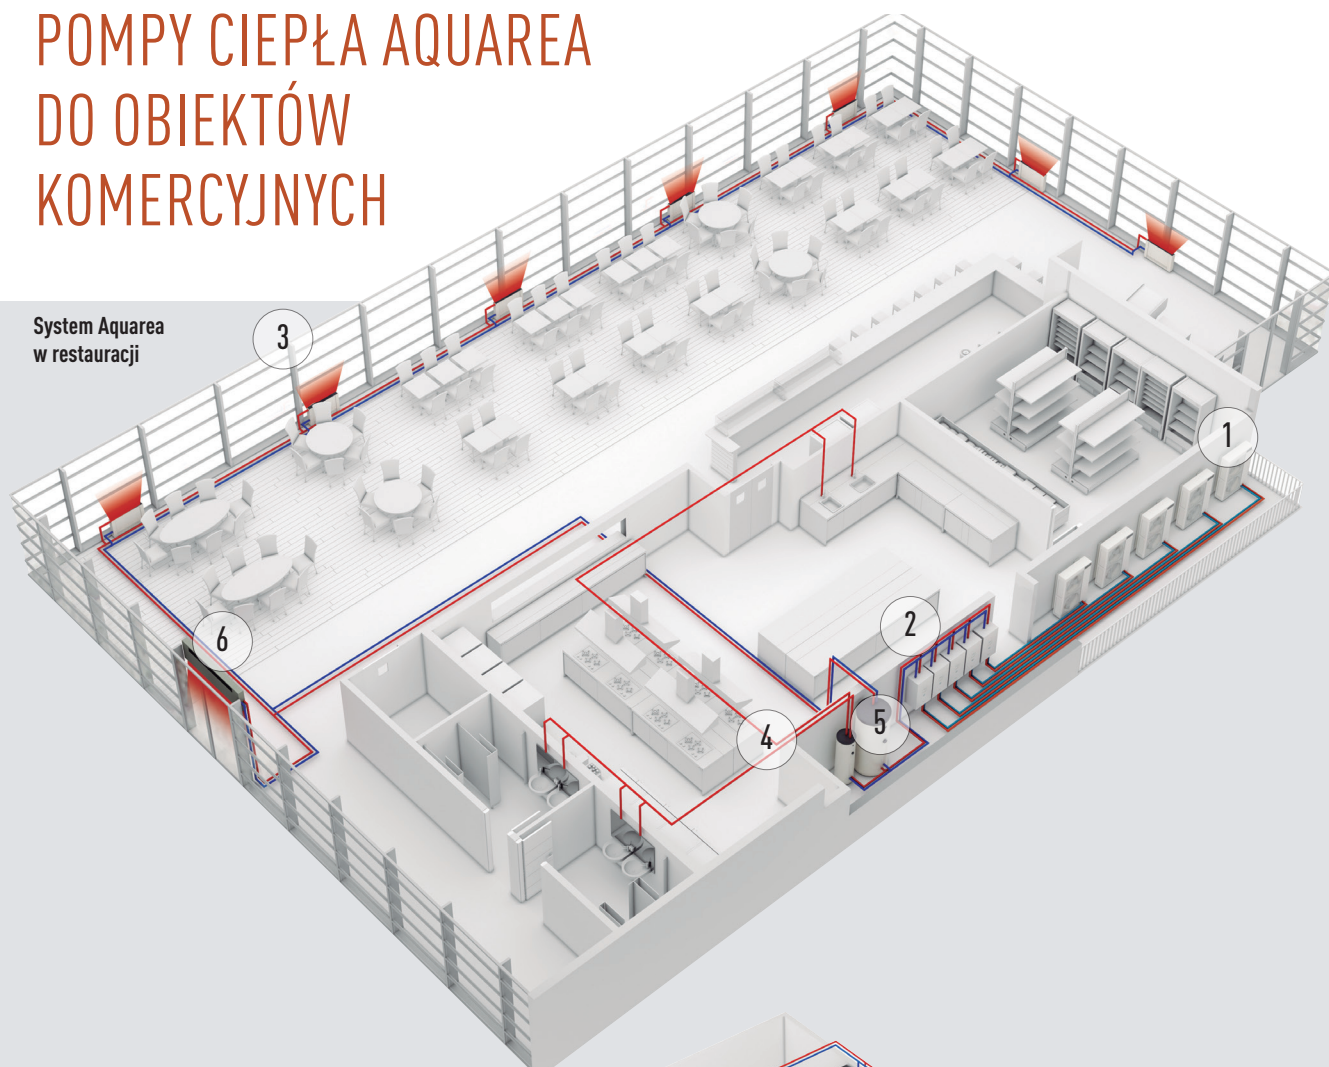 POMPY CIEPŁA AQUAREA
DO OBIEKTÓW
KOMERCYJNYCH
System Aquarea
w restauracji
3
1
2
6
4
5